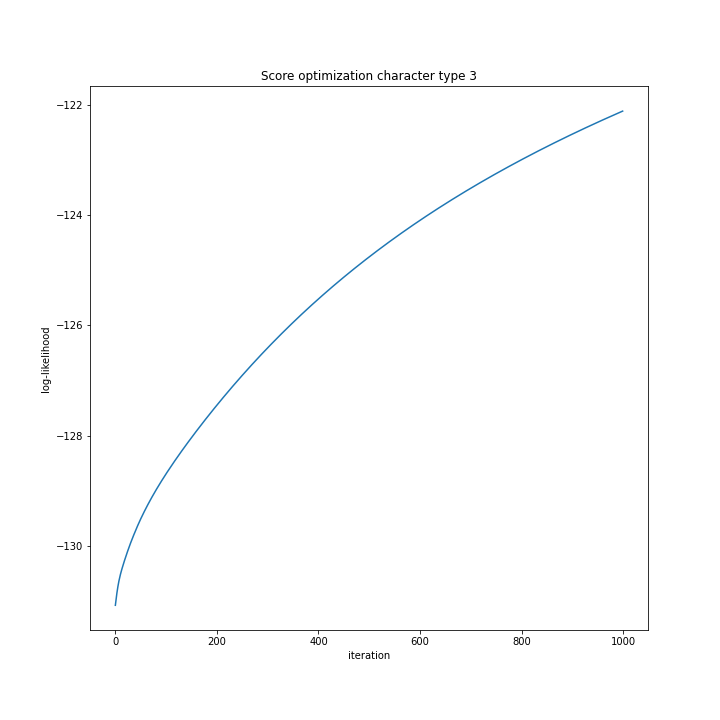 Score optimization character type 3
−122
−124
−126
−128
−130
log-likelihood
0 200 400 600 800 1000
iteration